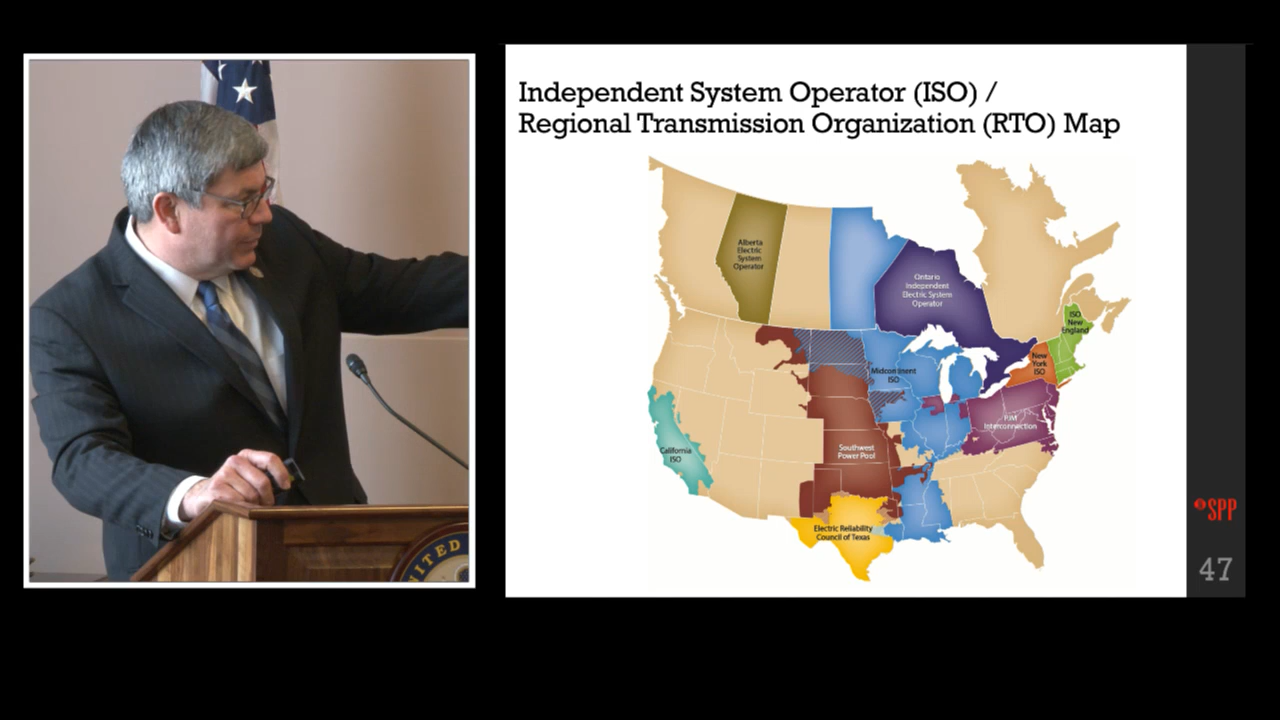 Independent System Operator (ISO) /
Regional Transmission Organization (RTO) Map
Alberta
Electric
System
Operator
Ontario
Independent
Electric System
Operator
ISO
New
England
New
York
ISO
Midcontinent
ISO
PJM
Interconnection
California
ISO
Southwest
Power Pool
Electric Reliability
Council of Texas
SPP
47
NITED